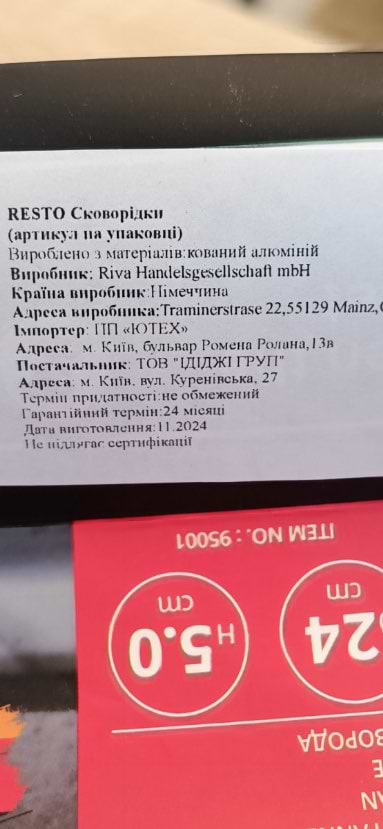 RESTO Сковорідки
(артикул на упаковці)
Вироблено з матеріалів:кований алюміній
Виробник: Riva Handelsgesellschaft mbH
Країна виробник:Німеччина
Адреса виробника:Traminerstrase 22,55129 Mainz,
Імпортер: ПП «ЮТЕХ»
Адреса: м. Київ, бульвар Ромена Ролана,13в
Постачальник: ТОВ "ІДІДЖІ ГРУП"
Адреса: м. Київ, вул. Куренівська, 27
Термін придатності:не обмежений
Гарантійний термін:24 місяці
Дата виготовлення:11.2024
Не підлягає сертифікації
ITEM NO.: 95001
24
cm
H 5.0
cm